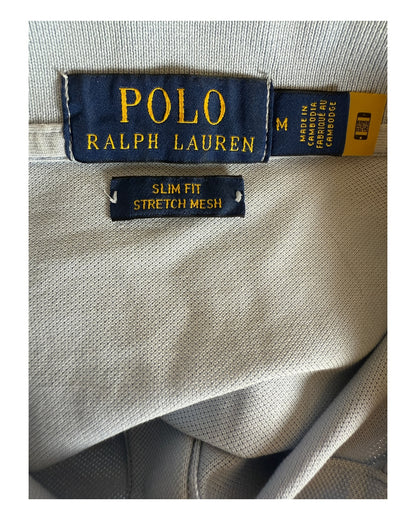 POLO
RALPH LAUREN
M
MADE IN
CAMBODIA
FABRIQUÉ AU
CAMBODGE
SLIM FIT
STRETCH MESH